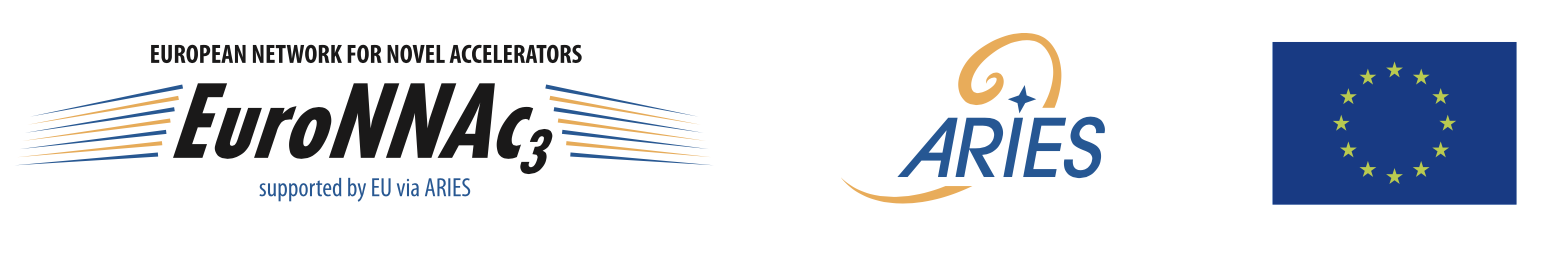 EUROPEAN NETWORK FOR NOVEL ACCELERATORS
EuroNNAc3
supported by EU via ARIES
ARIES